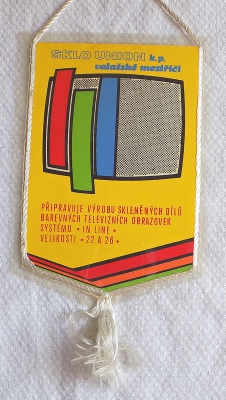 SKLO UNION k.p.
valašské meziříčí
PŘIPRAVUJE VÝROBU SKLENĚNÝCH DÍLŮ
BAREVNÝCH TELEVIZNÍCH OBRAZOVEK
SYSTÉMU • IN LINE •
VELIKOSTI • 22 A 26 •